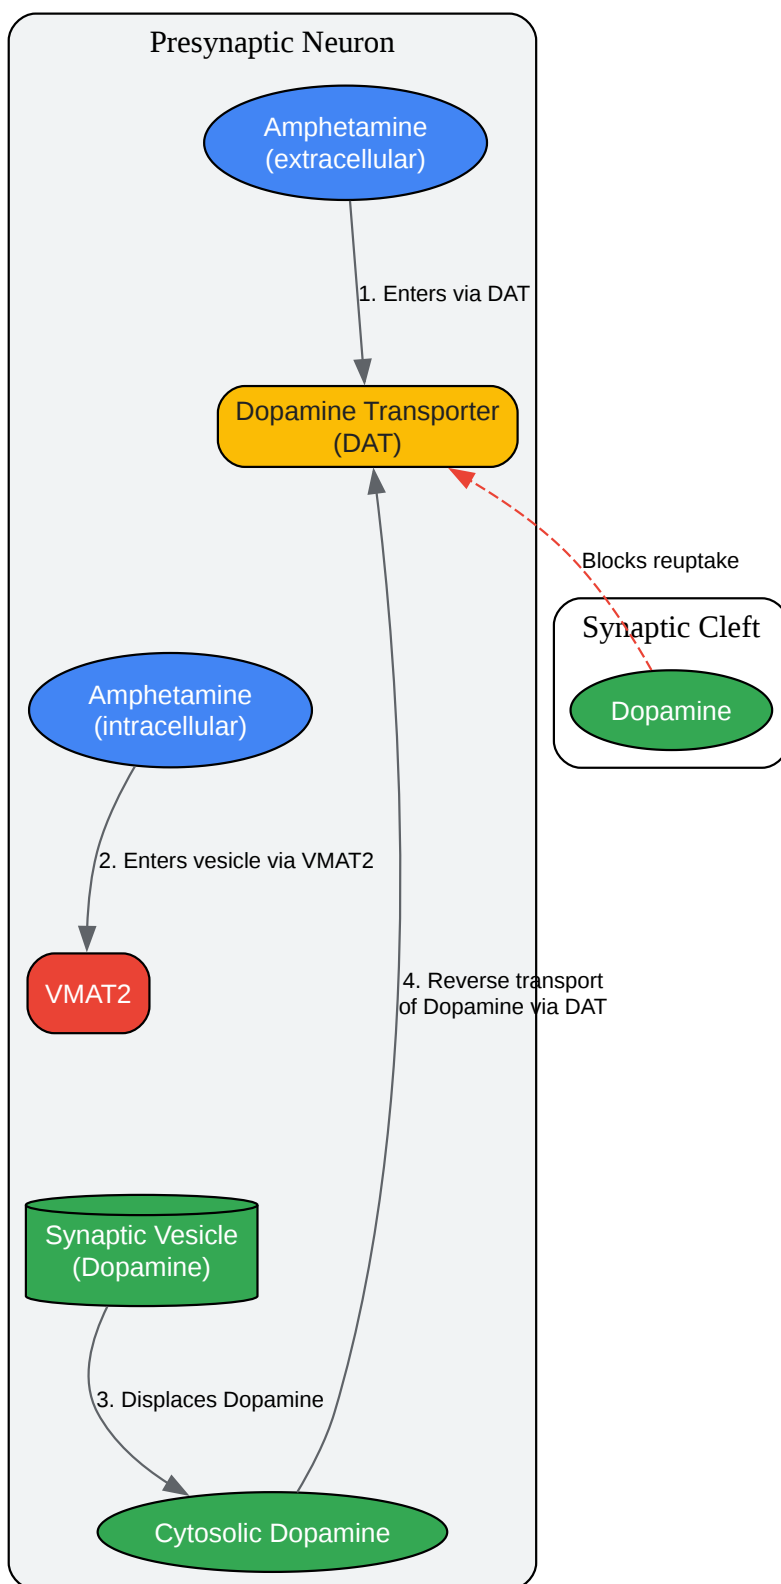 Presynaptic Neuron
Amphetamine
(extracellular)
1. Enters via DAT
Dopamine Transporter
(DAT)
Blocks reuptake
Synaptic Cleft
Dopamine
Amphetamine
(intracellular)
2. Enters vesicle via VMAT2
VMAT2
4. Reverse transport
of Dopamine via DAT
Synaptic Vesicle
(Dopamine)
3. Displaces Dopamine
Cytosolic Dopamine